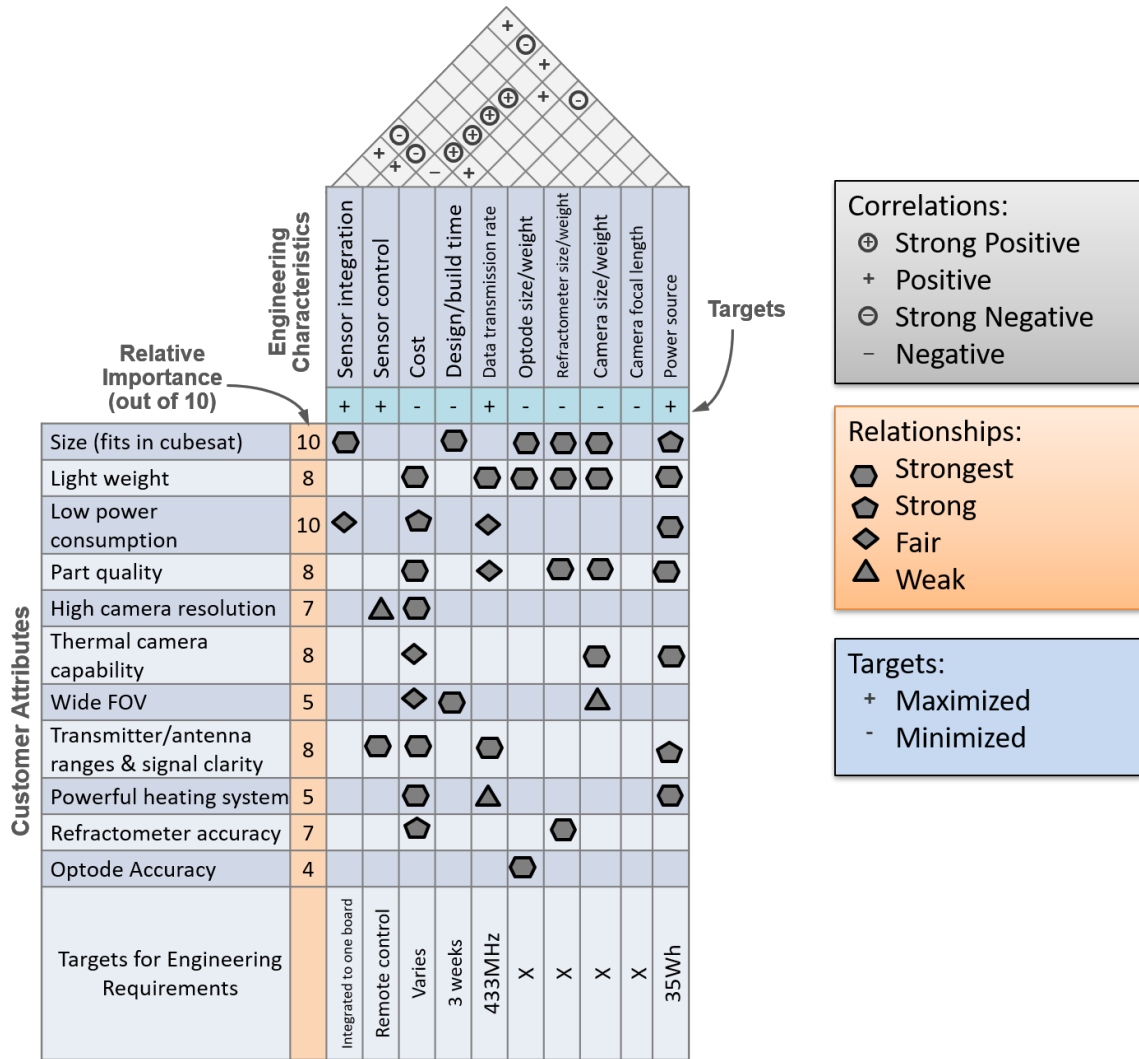 Engineering
Characteristics
Sensor integration
Sensor control
Cost
Design/build time
Data transmission rate
Optode size/weight
Refractometer size/weight
Camera size/weight
Camera focal length
Power source
Relative
Importance
(out of 10)
Targets
+ + - - + - - - - +
Customer Attributes
Size (fits in cubesat) 10
Light weight 8
Low power
consumption 10
Part quality 8
High camera resolution 7
Thermal camera
capability 8
Wide FOV 5
Transmitter/antenna
ranges & signal clarity 8
Powerful heating system 5
Refractometer accuracy 7
Optode Accuracy 4
Targets for Engineering
Requirements
Integrated to one board
Remote control
Varies
3 weeks
433MHz
X
X
X
X
35Wh
Correlations:
⊕ Strong Positive
+ Positive
⊖ Strong Negative
− Negative
Relationships:
Strongest
Strong
Fair
Weak
Targets:
+ Maximized
- Minimized